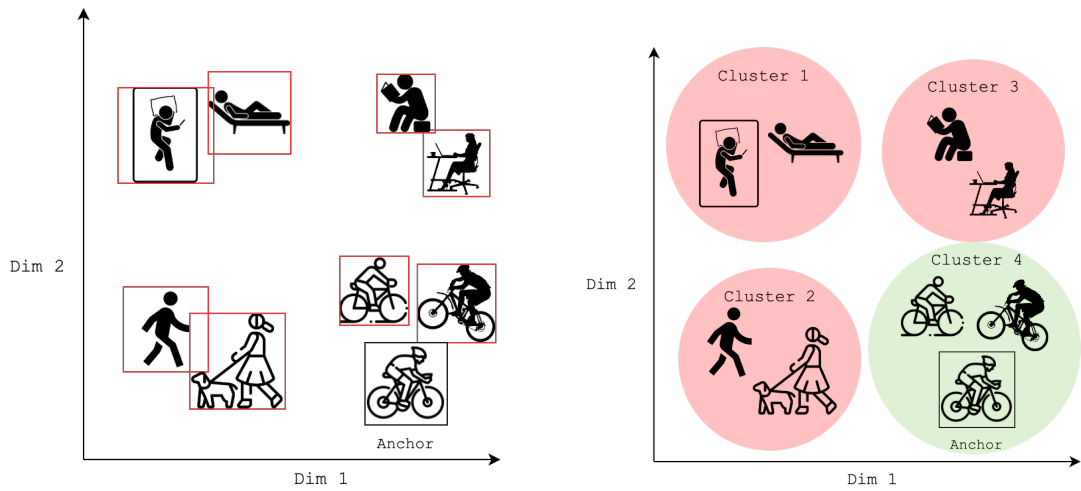 Dim 2
Anchor
Dim 1
Cluster 1
Cluster 3
Cluster 4
Dim 2
Cluster 2
Anchor
Dim 1